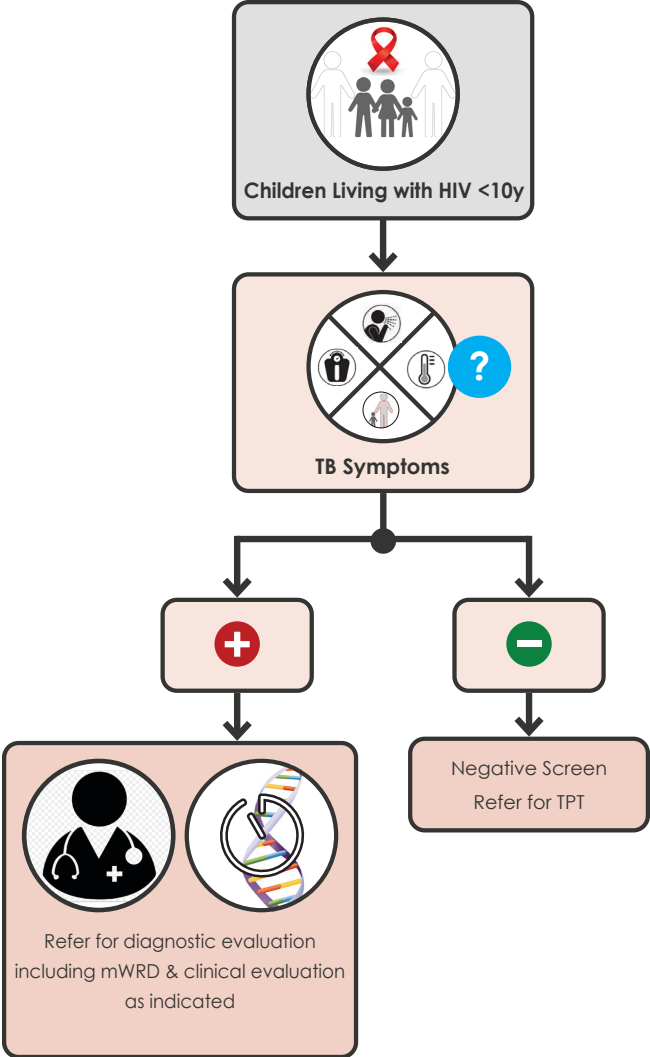 Children Living with HIV <10y
?
TB Symptoms
Negative Screen
Refer for TPT
Refer for diagnostic evaluation
including mWRD & clinical evaluation
as indicated